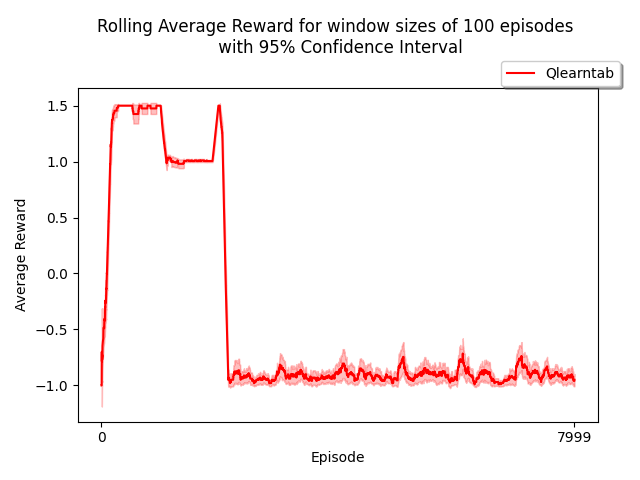 Rolling Average Reward for window sizes of 100 episodes
with 95% Confidence Interval
Qlearntab
Average Reward
1.5
1.0
0.5
0.0
−0.5
−1.0
0
7999
Episode